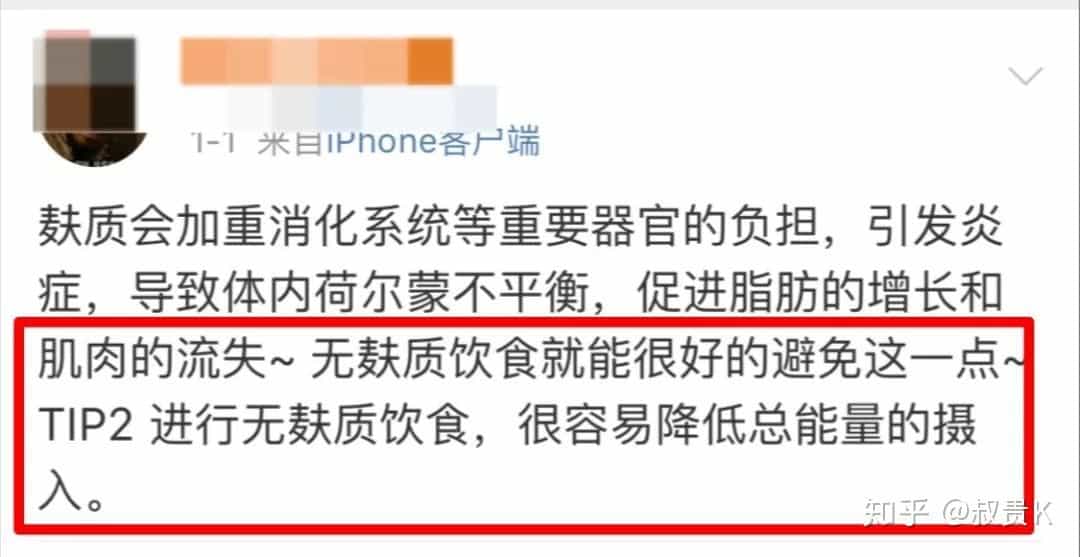 1-1 来自iPhone客户端
麸质会加重消化系统等重要器官的负担，引发炎
症，导致体内荷尔蒙不平衡，促进脂肪的增长和
肌肉的流失~ 无麸质饮食就能很好的避免这一点~
TIP2 进行无麸质饮食，很容易降低总能量的摄
入。
知乎 @叔贵K